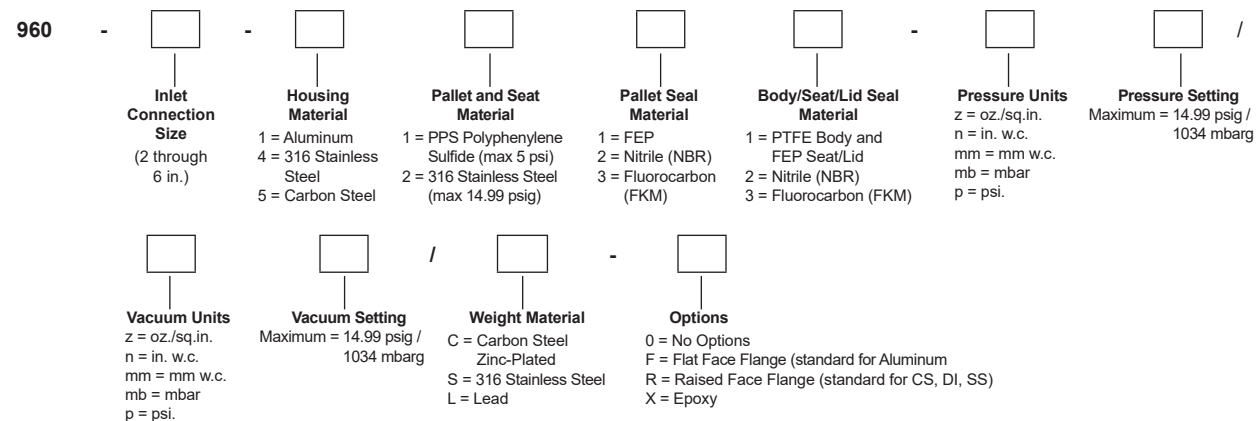 960 - - - /
Inlet
Connection
Size
(2 through
6 in.)
Housing
Material
1 = Aluminum
4 = 316 Stainless
Steel
5 = Carbon Steel
Pallet and Seat
Material
1 = PPS Polyphenylene
Sulfide (max 5 psi)
2 = 316 Stainless Steel
(max 14.99 psig)
Pallet Seal
Material
1 = FEP
2 = Nitrile (NBR)
3 = Fluorocarbon
(FKM)
Body/Seat/Lid Seal
Material
1 = PTFE Body and
FEP Seat/Lid
2 = Nitrile (NBR)
3 = Fluorocarbon (FKM)
Pressure Units
z = oz./sq.in.
n = in. w.c.
mm = mm w.c.
mb = mbar
p = psi.
Pressure Setting
Maximum = 14.99 psig /
1034 mbarg
/ -
Vacuum Units
z = oz./sq.in.
n = in. w.c.
mm = mm w.c.
mb = mbar
p = psi.
Vacuum Setting
Maximum = 14.99 psig /
1034 mbarg
Weight Material
C = Carbon Steel
Zinc-Plated
S = 316 Stainless Steel
L = Lead
Options
0 = No Options
F = Flat Face Flange (standard for Aluminum
R = Raised Face Flange (standard for CS, DI, SS)
X = Epoxy